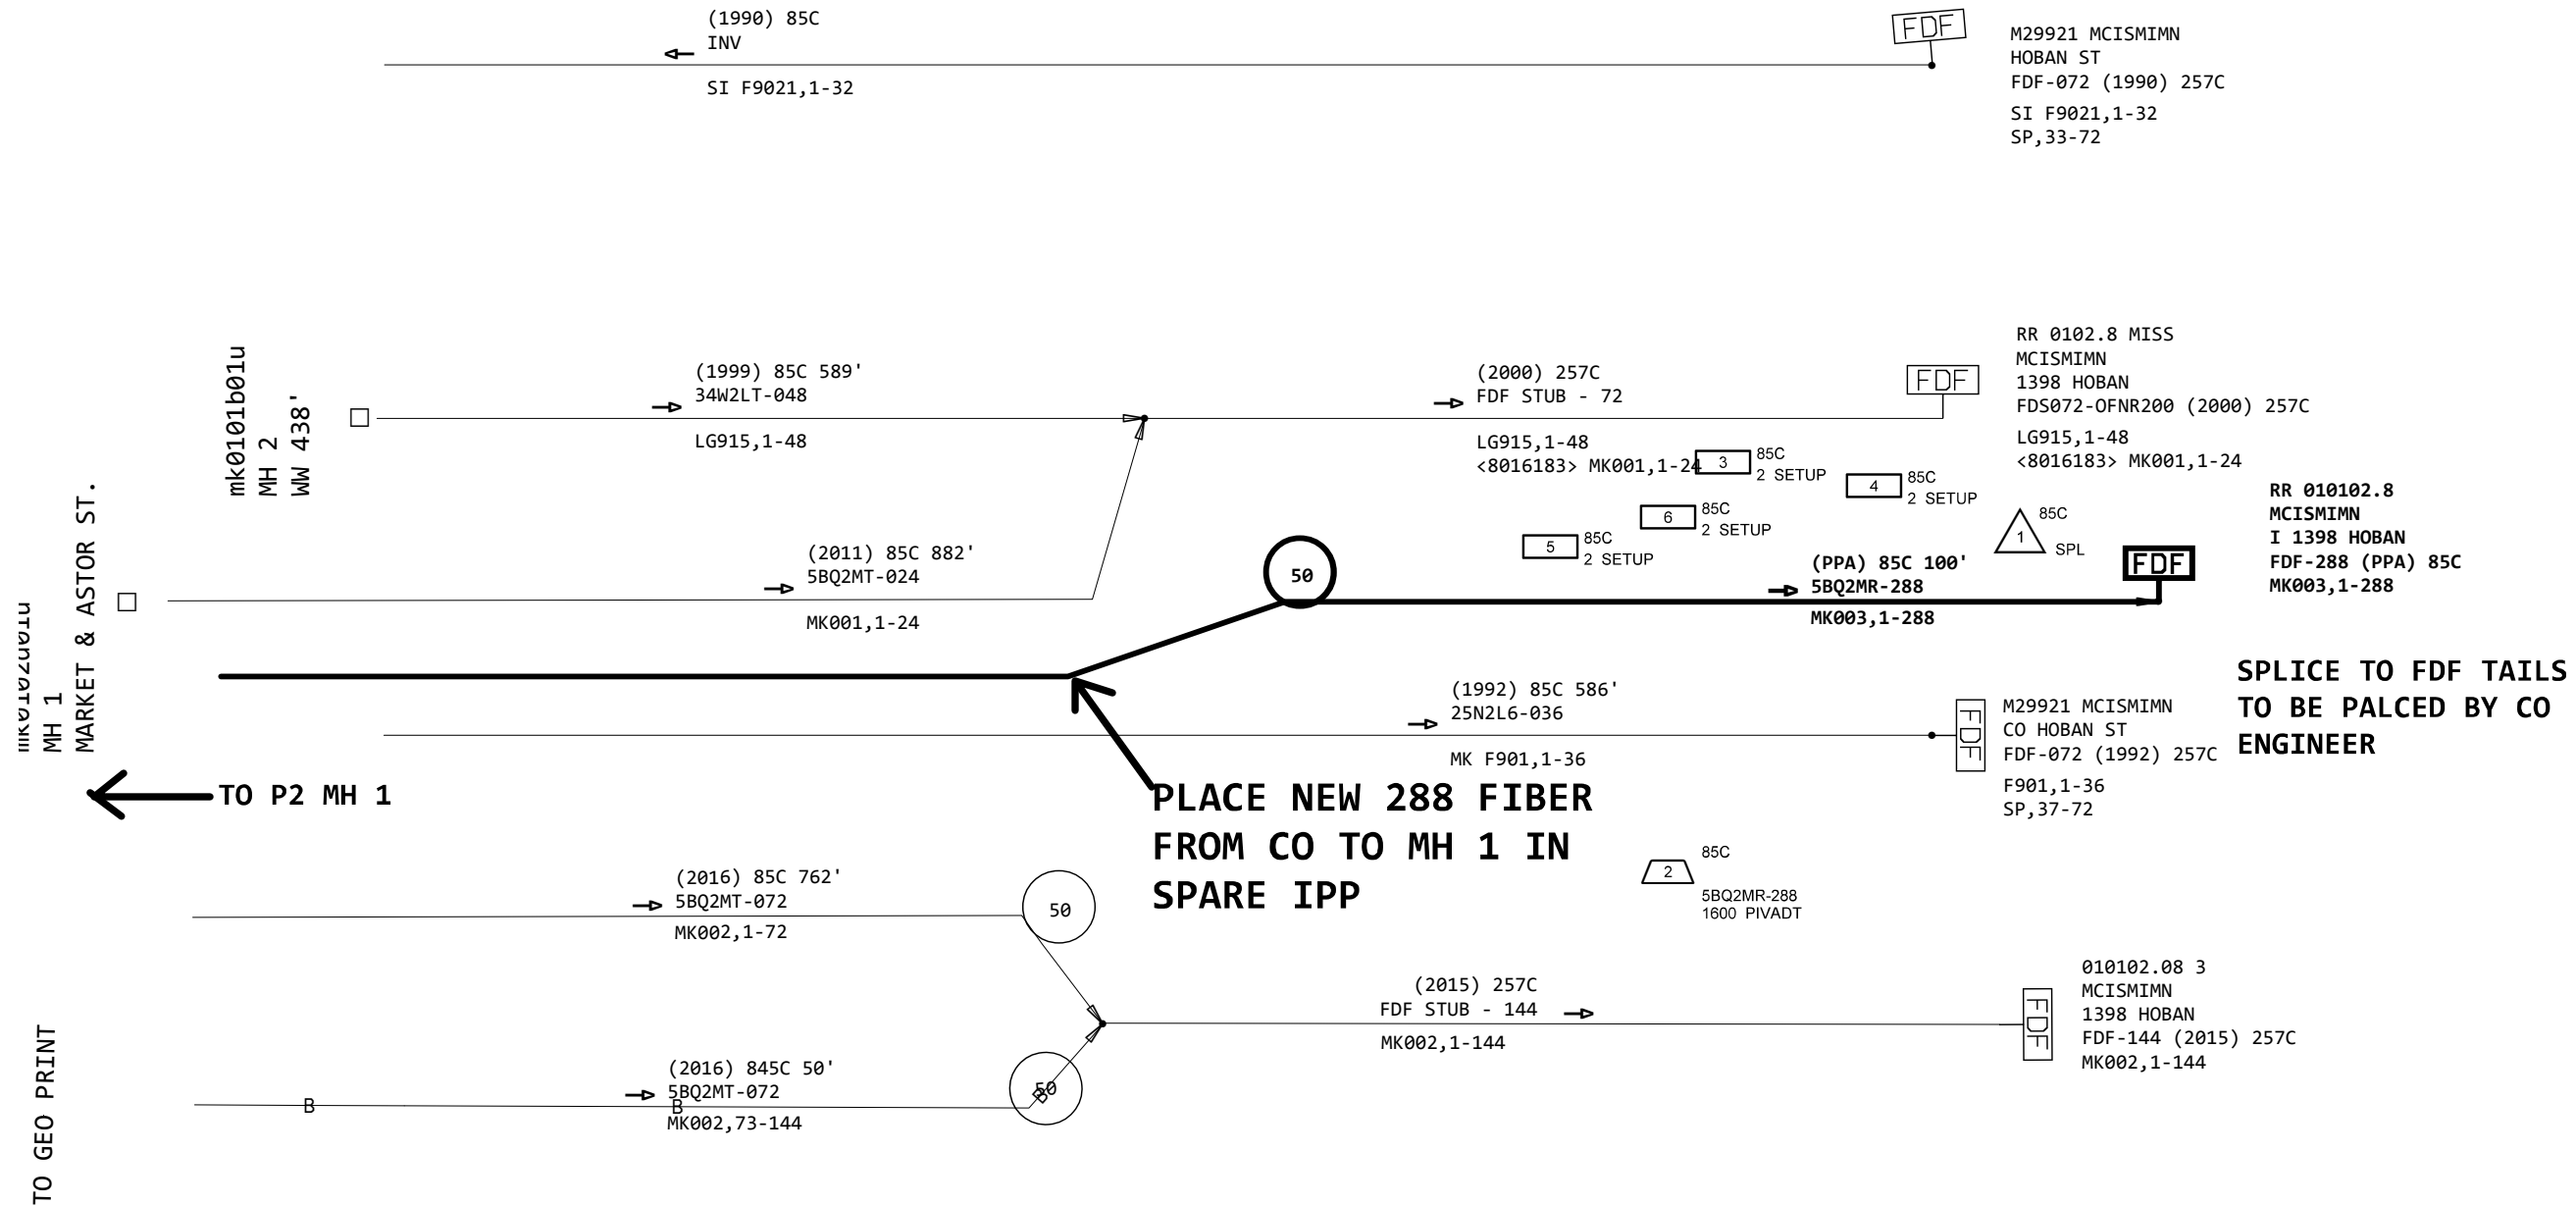 (1990) 85C
INV
SI F9021,1-32
FDF
M29921 MCISMIMN
HOBAN ST
FDF-072 (1990) 257C
SI F9021,1-32
SP,33-72
mk0101b01u
MH 2
WW 438'
(1999) 85C 589'
34W2LT-048
LG915,1-48
(2000) 257C
FDF STUB - 72
LG915,1-48
<8016183> MK001,1-24
FDF
RR 0102.8 MISS
MCISMIMN
1398 HOBAN
FDS072-OFNR200 (2000) 257C
LG915,1-48
<8016183> MK001,1-24
3
85C
2 SETUP
4
85C
2 SETUP
6
85C
2 SETUP
5
85C
2 SETUP
1
85C
SPL
MH 1
MARKET & ASTOR ST.
(2011) 85C 882'
5BQ2MT-024
MK001,1-24
50
(PPA) 85C 100'
5BQ2MR-288
MK003,1-288
FDF
RR 010102.8
MCISMIMN
I 1398 HOBAN
FDF-288 (PPA) 85C
MK003,1-288
SPLICE TO FDF TAILS
TO BE PALCED BY CO
ENGINEER
(1992) 85C 586'
25N2L6-036
MK F901,1-36
FDF
M29921 MCISMIMN
CO HOBAN ST
FDF-072 (1992) 257C
F901,1-36
SP,37-72
TO P2 MH 1
PLACE NEW 288 FIBER
FROM CO TO MH 1 IN
SPARE IPP
2
85C
5BQ2MR-288
1600 PIVADT
(2016) 85C 762'
5BQ2MT-072
MK002,1-72
50
(2015) 257C
FDF STUB - 144
MK002,1-144
FDF
010102.08 3
MCISMIMN
1398 HOBAN
FDF-144 (2015) 257C
MK002,1-144
TO GEO PRINT
B
(2016) 845C 50'
5BQ2MT-072
B
MK002,73-144
50
B